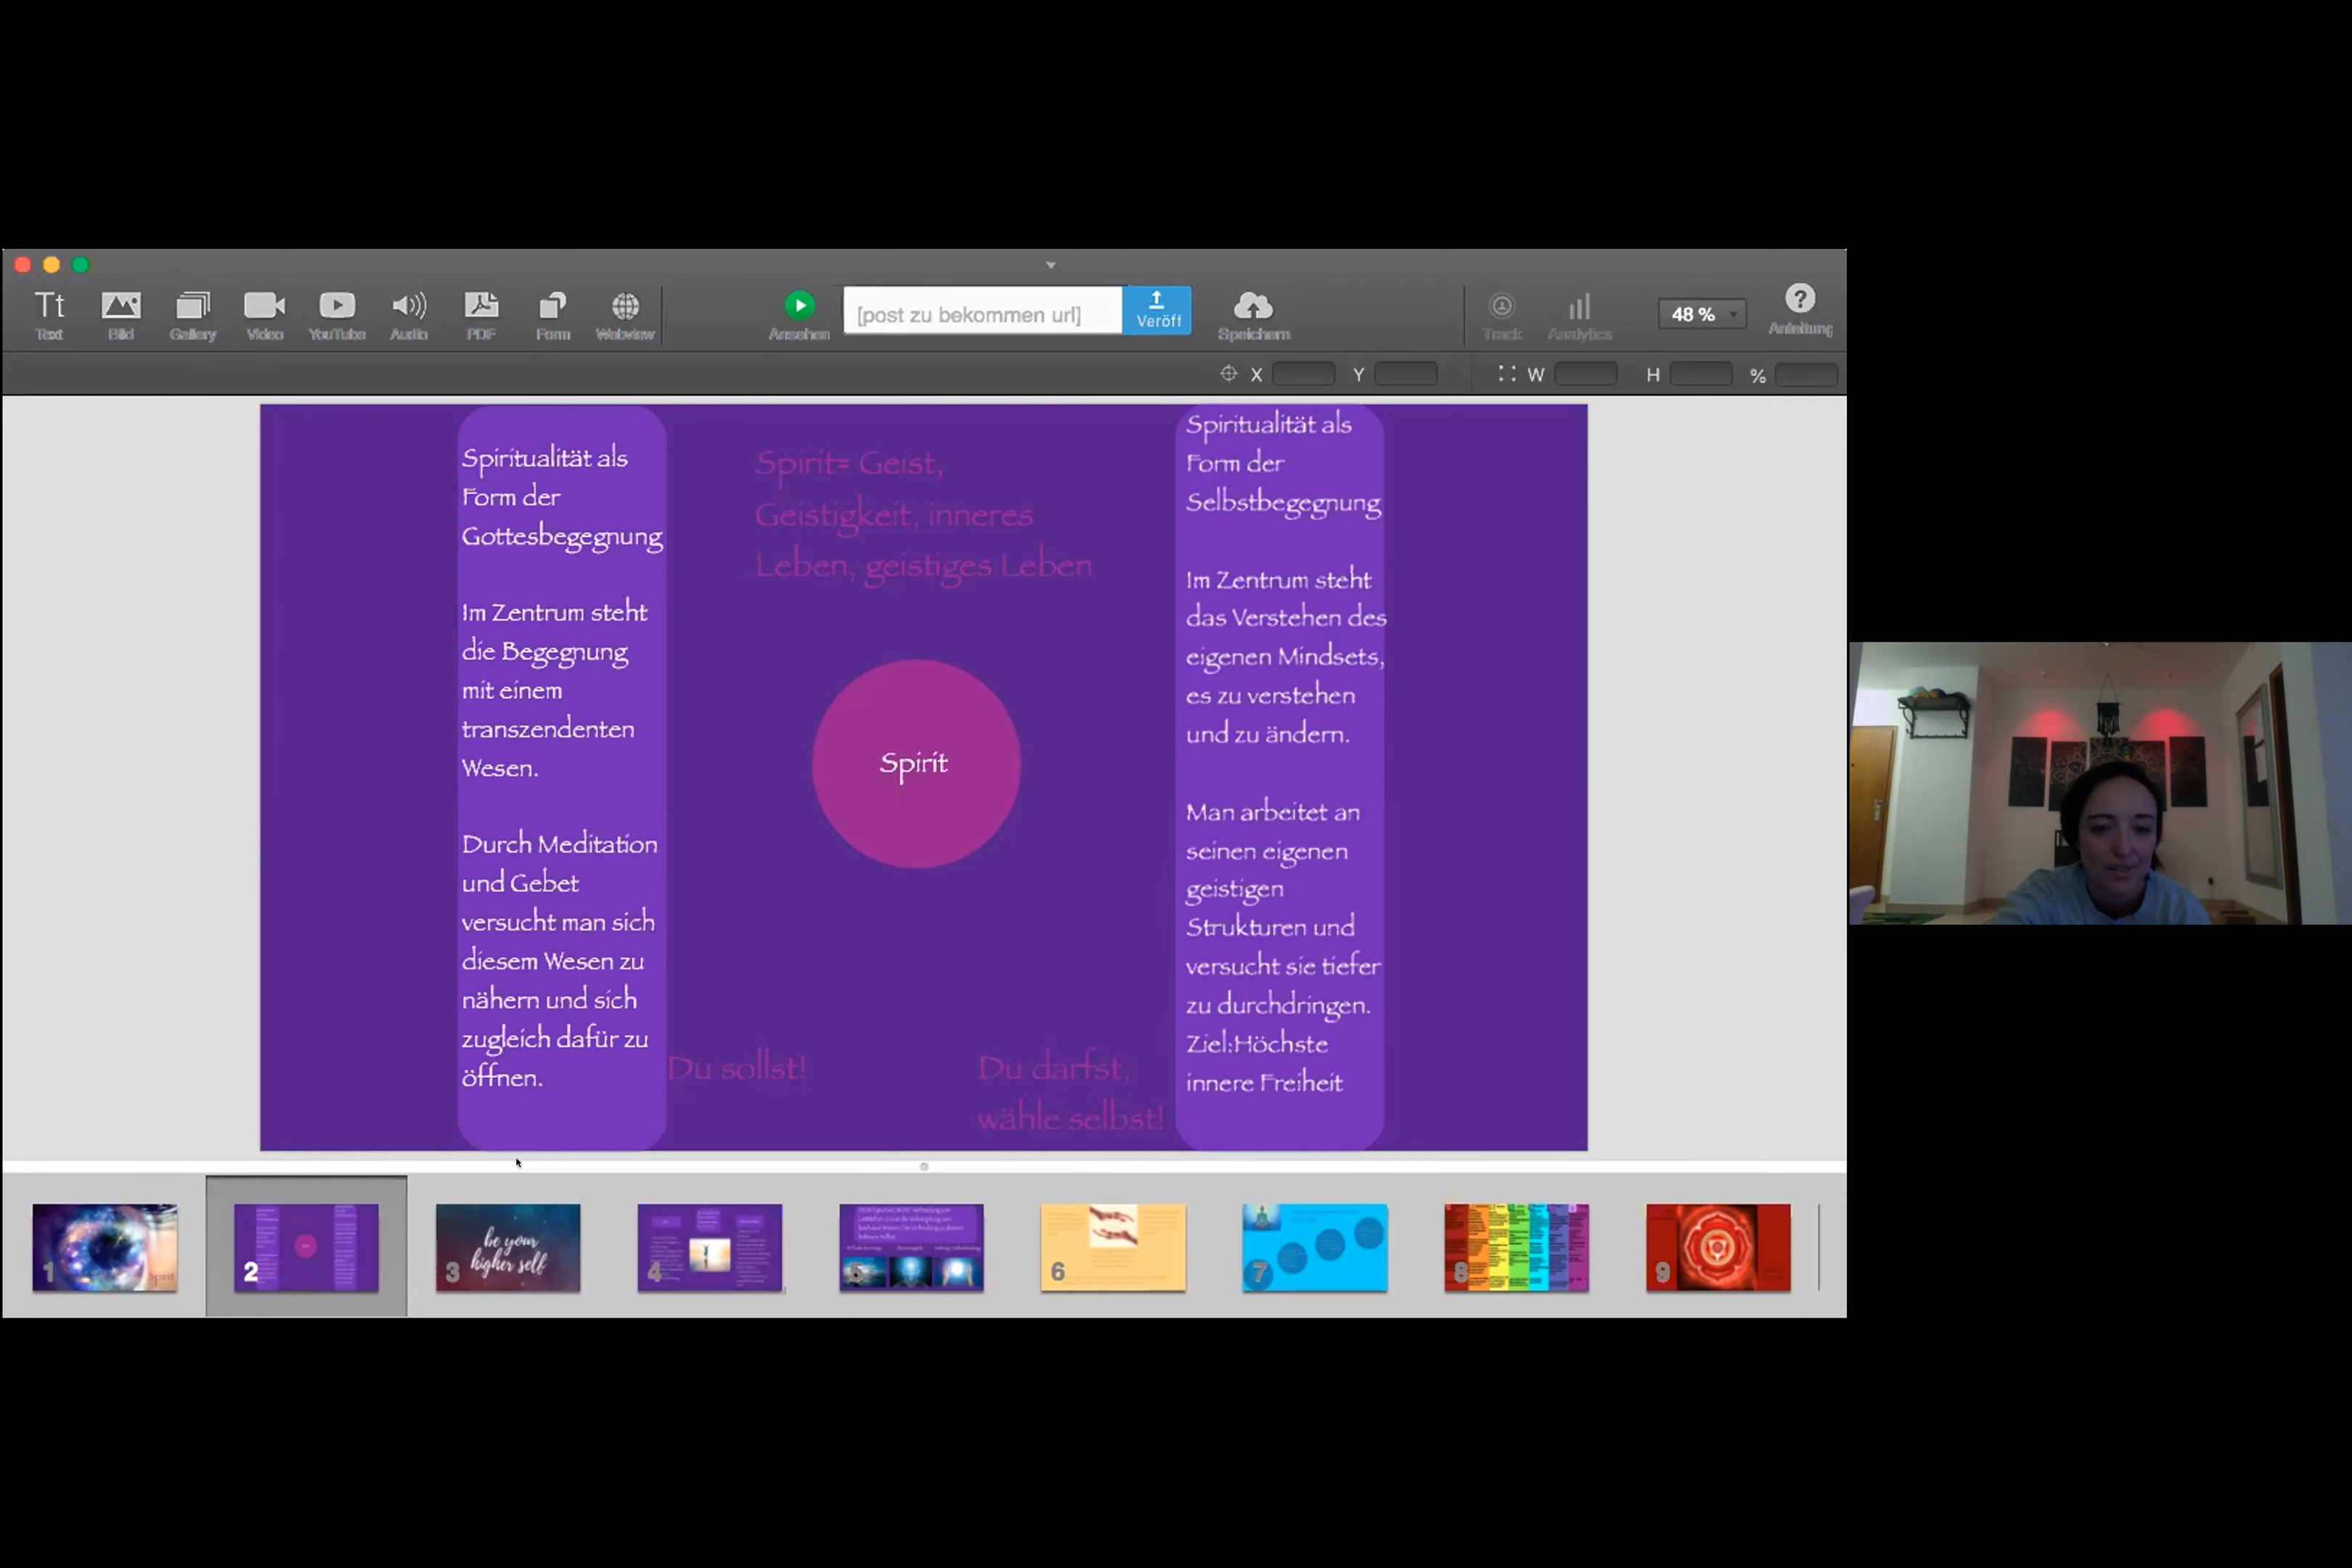 Tt
Text
Bild
Gallery
Video
YouTube
Audio
PDF
Form
Webview
Ansehen
[post zu bekommen url]
Veröff
Speichern
Track
Analytics
48 %
?
Anleitung
X
Y
W
H
%
Spiritualität als
Form der
Gottesbegegnung
Im Zentrum steht
die Begegnung
mit einem
transzendenten
Wesen.
Durch Meditation
und Gebet
versucht man sich
diesem Wesen zu
nähern und sich
zugleich dafür zu
öffnen.
Spirit= Geist,
Geistigkeit, inneres
Leben, geistiges Leben
Spirit
Du sollst!
Du darfst,
wähle selbst!
Spiritualität als
Form der
Selbstbegegnung
Im Zentrum steht
das Verstehen des
eigenen Mindsets,
es zu verstehen
und zu ändern.
Man arbeitet an
seinen eigenen
geistigen
Strukturen und
versucht sie tiefer
zu durchdringen.
Ziel:Höchste
innere Freiheit
1
Spirit
2
3
be your
higher self
4
5
6
7
8
9